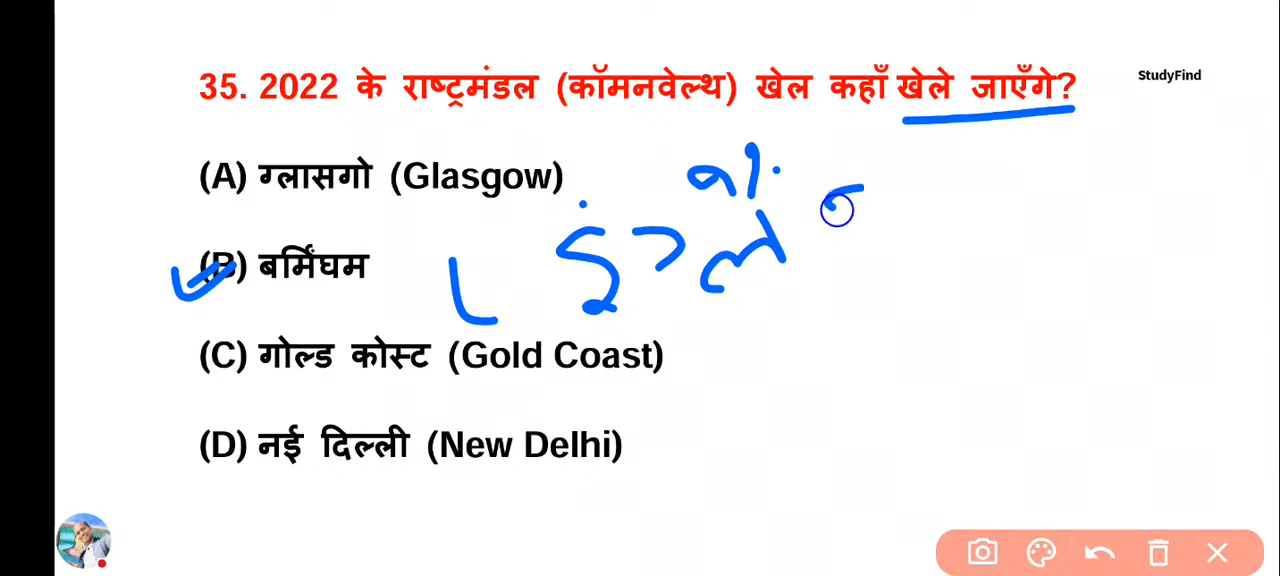 35. 2022 के राष्ट्रमंडल (कॉमनवेल्थ) खेल कहाँ खेले जाएँगे?
StudyFind
(A) ग्लासगो (Glasgow)
(B) बर्मिंघम
(C) गोल्ड कोस्ट (Gold Coast)
(D) नई दिल्ली (New Delhi)